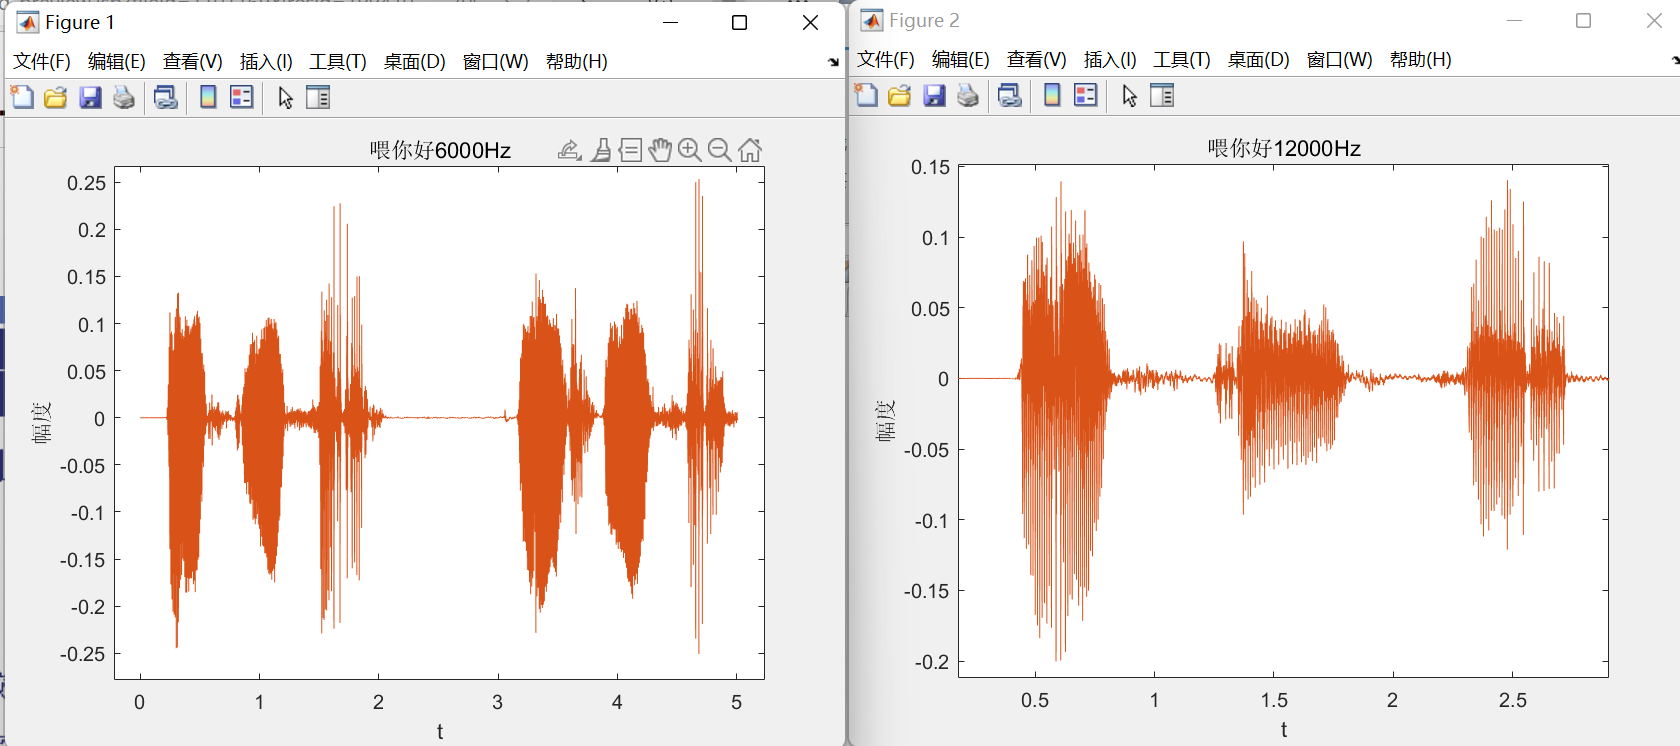 Figure 1
文件(F) 编辑(E) 查看(V) 插入(I) 工具(T) 桌面(D) 窗口(W) 帮助(H)
喂你好6000Hz
0.25
0.2
0.15
0.1
0.05
0
-0.05
-0.1
-0.15
-0.2
-0.25
幅度
0 1 2 3 4 5
t
Figure 2
文件(F) 编辑(E) 查看(V) 插入(I) 工具(T) 桌面(D) 窗口(W) 帮助(H)
喂你好12000Hz
0.15
0.1
0.05
0
-0.05
-0.1
-0.15
-0.2
幅度
0.5 1 1.5 2 2.5
t